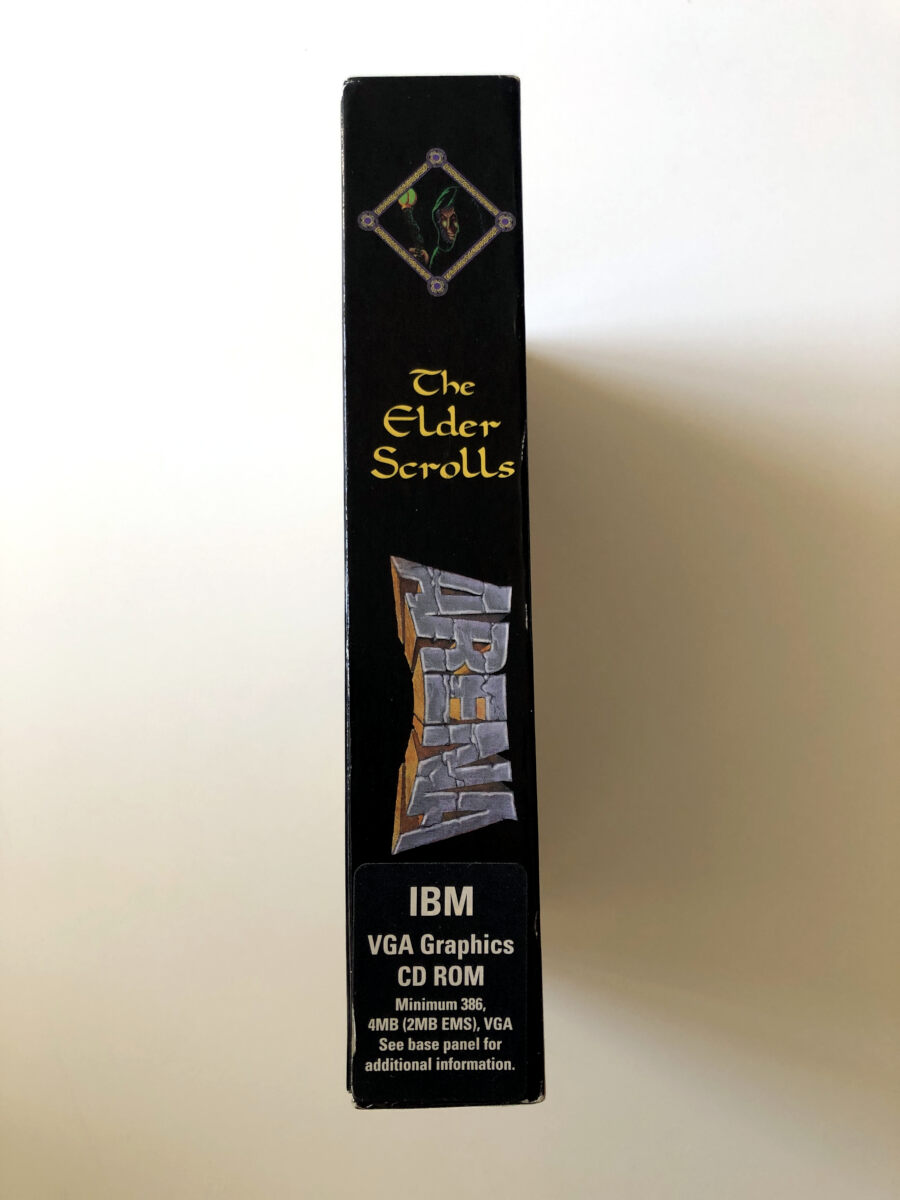 The
Elder
Scrolls
ARENA
IBM
VGA Graphics
CD ROM
Minimum 386,
4MB (2MB EMS), VGA
See base panel for
additional information.